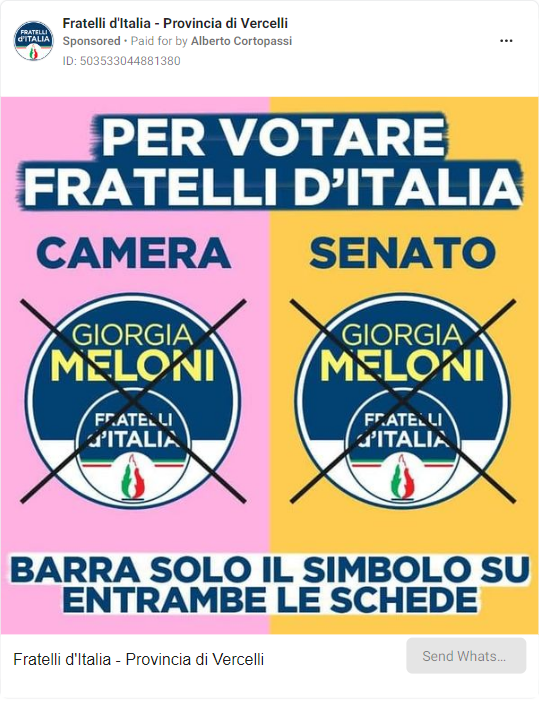 Fratelli d'Italia - Provincia di Vercelli
Sponsored • Paid for by Alberto Cortopassi
ID: 503533044881380
FRATELLI
d'ITALIA
PER VOTARE
FRATELLI D'ITALIA
CAMERA
SENATO
GIORGIA
MELONI
FRATELLI
d'ITALIA
GIORGIA
MELONI
FRATELLI
d'ITALIA
BARRA SOLO IL SIMBOLO SU
ENTRAMBE LE SCHEDE
Fratelli d'Italia - Provincia di Vercelli
Send Whats...